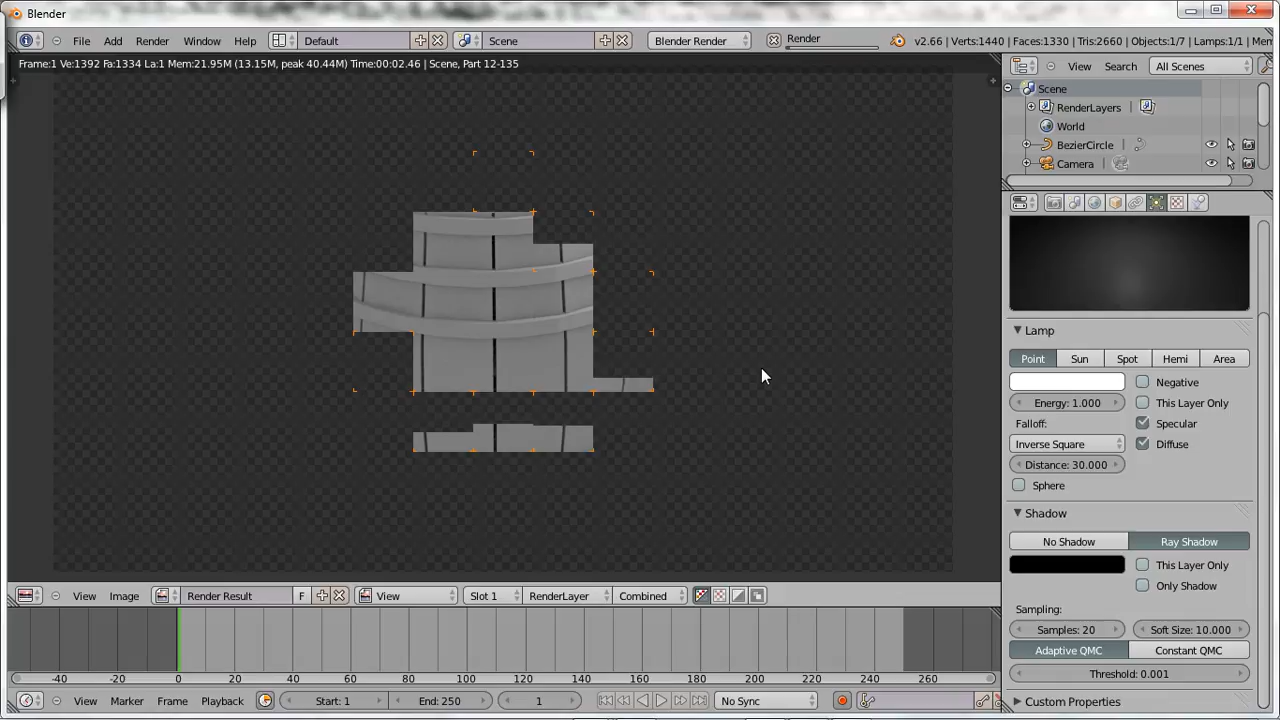 Blender
File Add Render Window Help Default Scene Blender Render Render v2.66 | Verts:1440 | Faces:1330 | Tris:2660 | Objects:1/7 | Lamps:1/1 | Mem
Frame:1 Ve:1392 Fa:1334 La:1 Mem:21.95M (13.15M, peak 40.44M) Time:00:02.46 | Scene, Part 12-135
View Search All Scenes
Scene
RenderLayers
World
BezierCircle
Camera
Lamp
Point Sun Spot Hemi Area
Negative
Energy: 1.000 This Layer Only
Falloff: Specular
Inverse Square Diffuse
Distance: 30.000
Sphere
Shadow
No Shadow Ray Shadow
This Layer Only
Only Shadow
Sampling:
Samples: 20 Soft Size: 10.000
Adaptive QMC Constant QMC
Threshold: 0.001
Custom Properties
View Image Render Result F View Slot 1 RenderLayer Combined
-40 -20 0 20 40 60 80 100 120 140 160 180 200 220 240 260
View Marker Frame Playback Start: 1 End: 250 1 No Sync